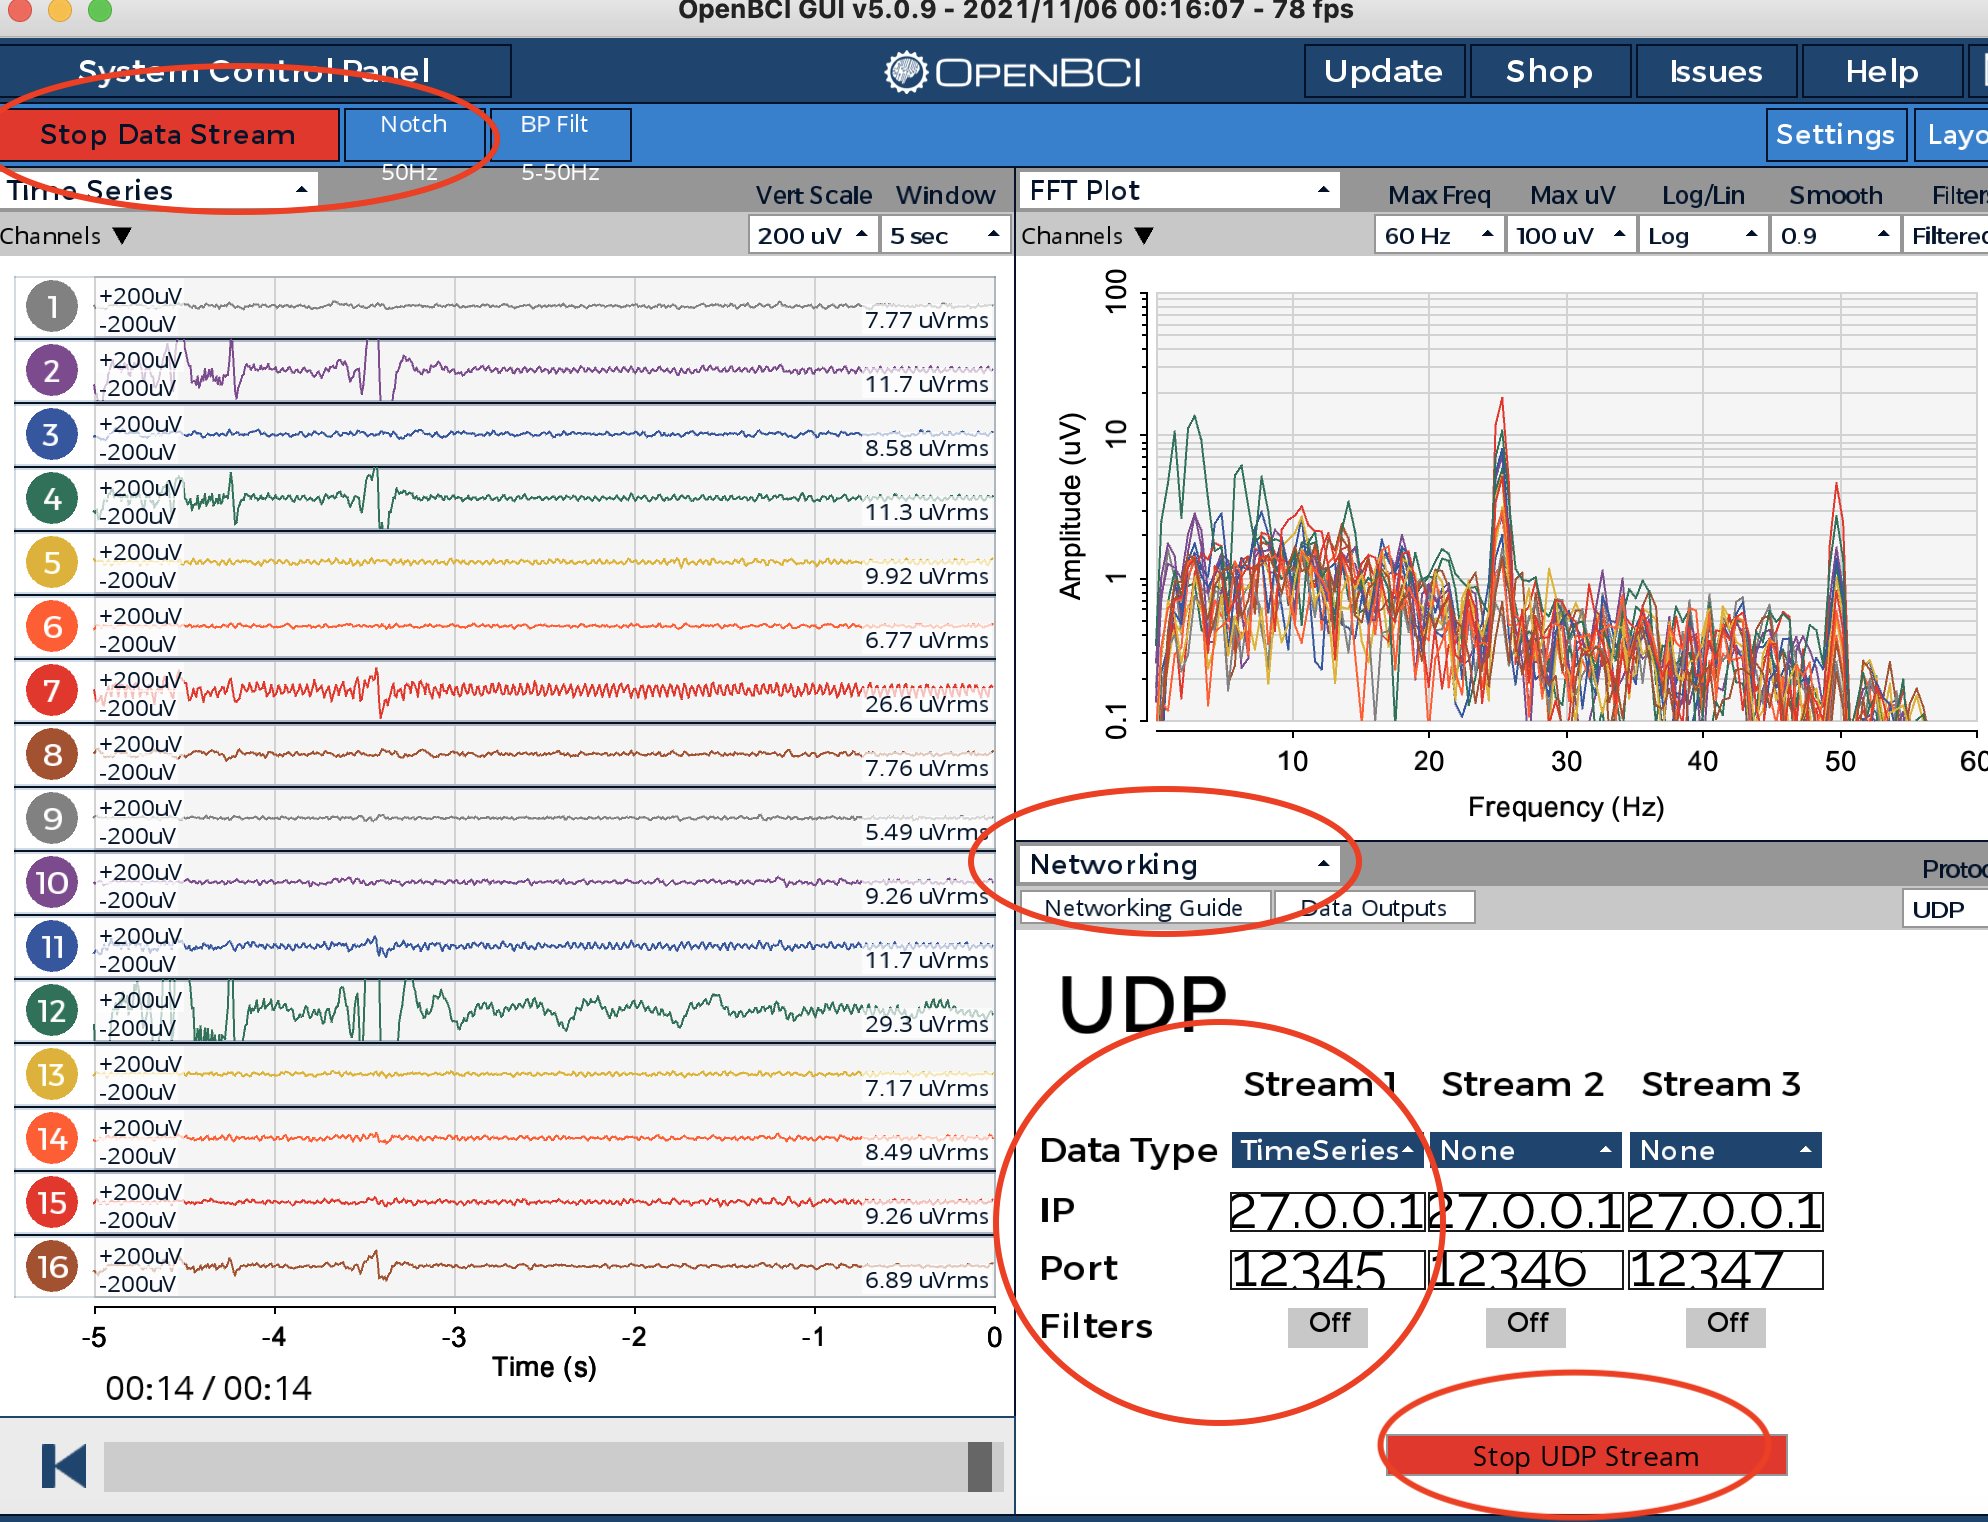 OpenBCI GUI v5.0.9 - 2021/11/06 00:16:07 - 78 fps
System Control Panel
OPENBCI
Update
Shop
Issues
Help
Stop Data Stream
Notch
50Hz
BP Filt
5-50Hz
Settings
Layo
Time Series
Vert Scale
Window
Channels ▼
200 uV
5 sec
1
+200uV
-200uV
7.77 uVrms
2
+200uV
-200uV
11.7 uVrms
3
+200uV
-200uV
8.58 uVrms
4
+200uV
-200uV
11.3 uVrms
5
+200uV
-200uV
9.92 uVrms
6
+200uV
-200uV
6.77 uVrms
7
+200uV
-200uV
26.6 uVrms
8
+200uV
-200uV
7.76 uVrms
9
+200uV
-200uV
5.49 uVrms
10
+200uV
-200uV
9.26 uVrms
11
+200uV
-200uV
11.7 uVrms
12
+200uV
-200uV
29.3 uVrms
13
+200uV
-200uV
7.17 uVrms
14
+200uV
-200uV
8.49 uVrms
15
+200uV
-200uV
9.26 uVrms
16
+200uV
-200uV
6.89 uVrms
-5 -4 -3 -2 -1 0
Time (s)
00:14 / 00:14
FFT Plot
Max Freq
Max uV
Log/Lin
Smooth
Filters
Channels ▼
60 Hz
100 uV
Log
0.9
Filtered
100
10
1
0.1
Amplitude (uV)
10 20 30 40 50 60
Frequency (Hz)
Networking
Protoc
Networking Guide
Data Outputs
UDP
UDP
Stream 1 Stream 2 Stream 3
Data Type TimeSeries None None
IP 27.0.0.1 27.0.0.1 27.0.0.1
Port 12345 12346 12347
Filters Off Off Off
Stop UDP Stream